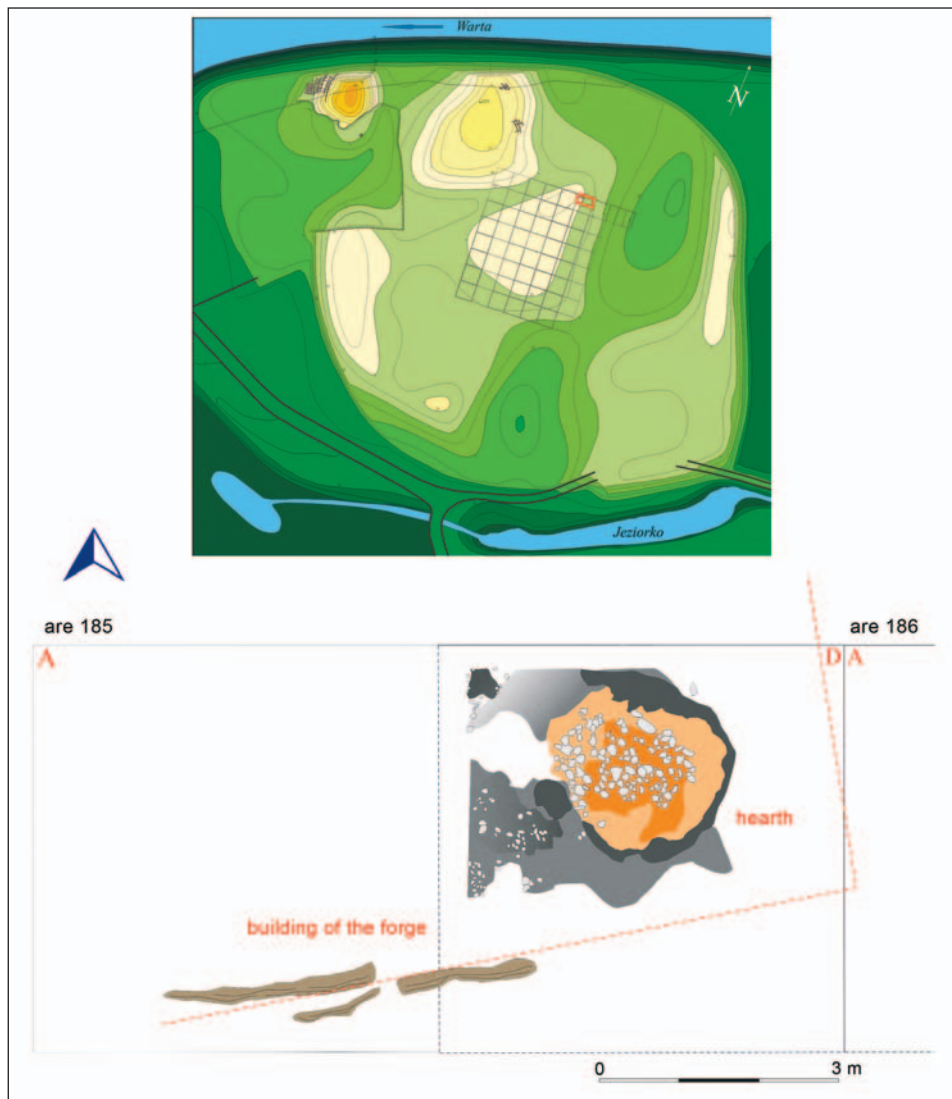 Warta
N
Jeziorko
are 185
are 186
A
D A
hearth
building of the forge
0 3 m